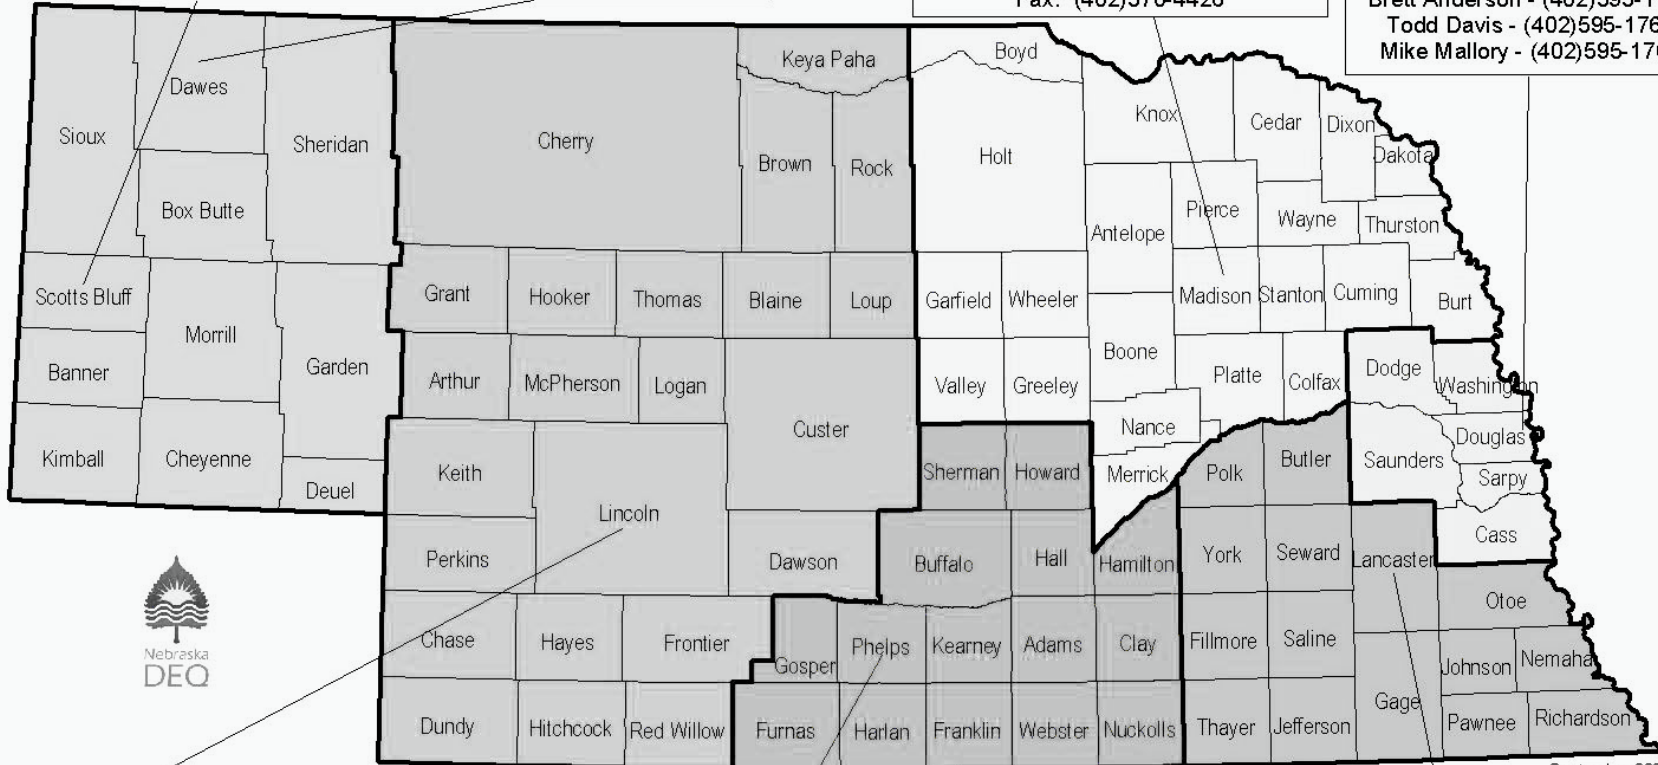 Fax: (402)370-4426
Todd Davis - (402)595-176
Mike Mallory - (402)595-17
Keya Paha
Boyd
Dawes
Sioux
Sheridan
Cherry
Brown
Rock
Holt
Knox
Cedar
Dixon
Dakota
Box Butte
Antelope
Pierce
Wayne
Thurston
Scotts Bluff
Grant
Hooker
Thomas
Blaine
Loup
Garfield
Wheeler
Madison
Stanton
Cuming
Burt
Morrill
Banner
Garden
Arthur
McPherson
Logan
Valley
Greeley
Boone
Platte
Colfax
Dodge
Washington
Custer
Nance
Douglas
Kimball
Cheyenne
Deuel
Keith
Lincoln
Sherman
Howard
Merrick
Polk
Butler
Saunders
Sarpy
Perkins
Dawson
Buffalo
Hall
Hamilton
York
Seward
Lancaster
Cass
Otoe
Chase
Hayes
Frontier
Gosper
Phelps
Kearney
Adams
Clay
Fillmore
Saline
Johnson
Nemaha
Gage
Dundy
Hitchcock
Red Willow
Furnas
Harlan
Franklin
Webster
Nuckolls
Thayer
Jefferson
Pawnee
Richardson
Nebraska
DEQ